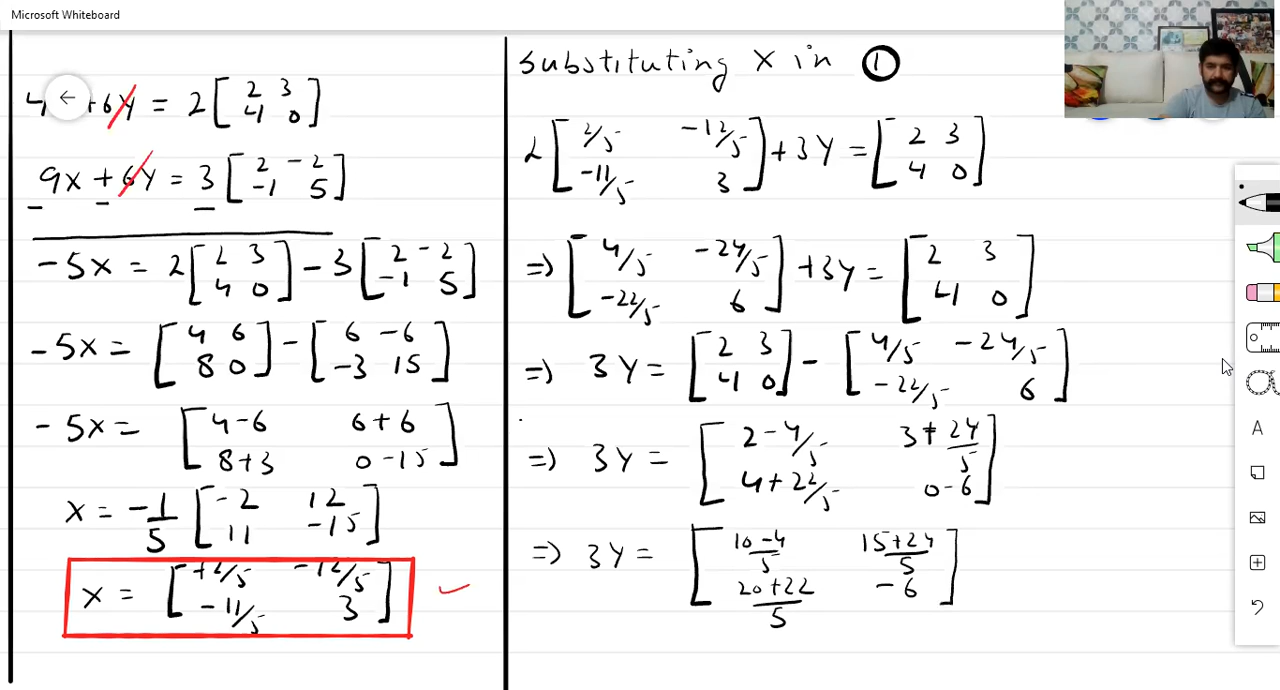 Microsoft Whiteboard
4 +6Y = 2 [2 3
4 0]
9x + 6Y = 3 [2 -2
-1 5]
-5x = 2 [2 3
4 0] - 3 [2 -2
-1 5]
-5x = [4 6
8 0] - [6 -6
-3 15]
-5x = [4-6 6+6
8+3 0-15]
x = -1/5 [-2 12
11 -15]
x = [+2/5 -12/5
-11/5 3] ✓
substituting x in ①
2 [2/5 -12/5
-11/5 3] + 3Y = [2 3
4 0]
=> [4/5 -24/5
-22/5 6] + 3Y = [2 3
4 0]
=> 3Y = [2 3
4 0] - [4/5 -24/5
-22/5 6]
=> 3Y = [2-4/5 3+24/5
4+22/5 0-6]
=> 3Y = [10-4/5 15+24/5
20+22/5 -6]
A